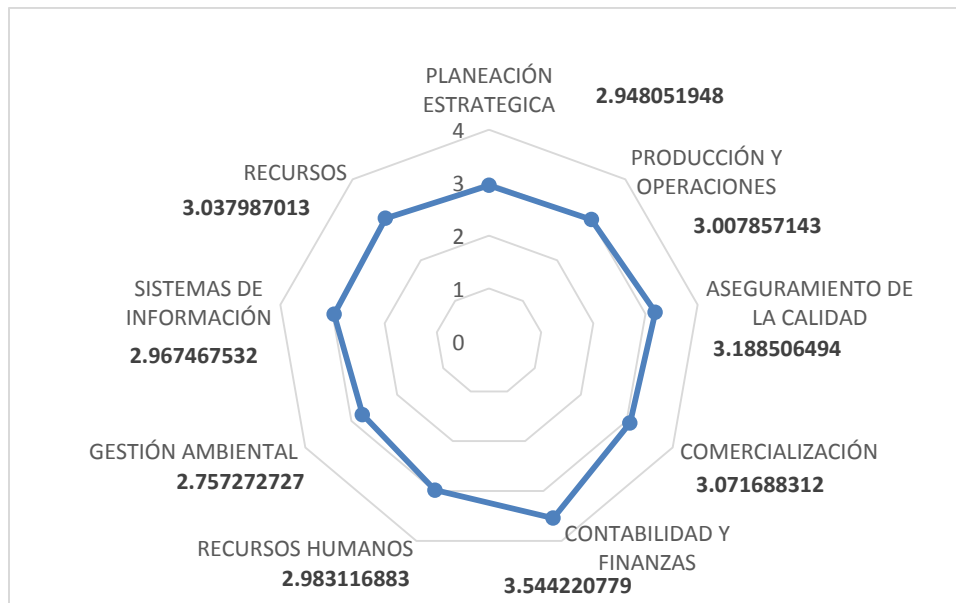 PLANEACIÓN
ESTRATEGICA
2.948051948
PRODUCCIÓN Y
OPERACIONES
3.007857143
ASEGURAMIENTO DE
LA CALIDAD
3.188506494
COMERCIALIZACIÓN
3.071688312
CONTABILIDAD Y
FINANZAS
3.544220779
RECURSOS HUMANOS
2.983116883
GESTIÓN AMBIENTAL
2.757272727
SISTEMAS DE
INFORMACIÓN
2.967467532
RECURSOS
3.037987013
4
3
2
1
0